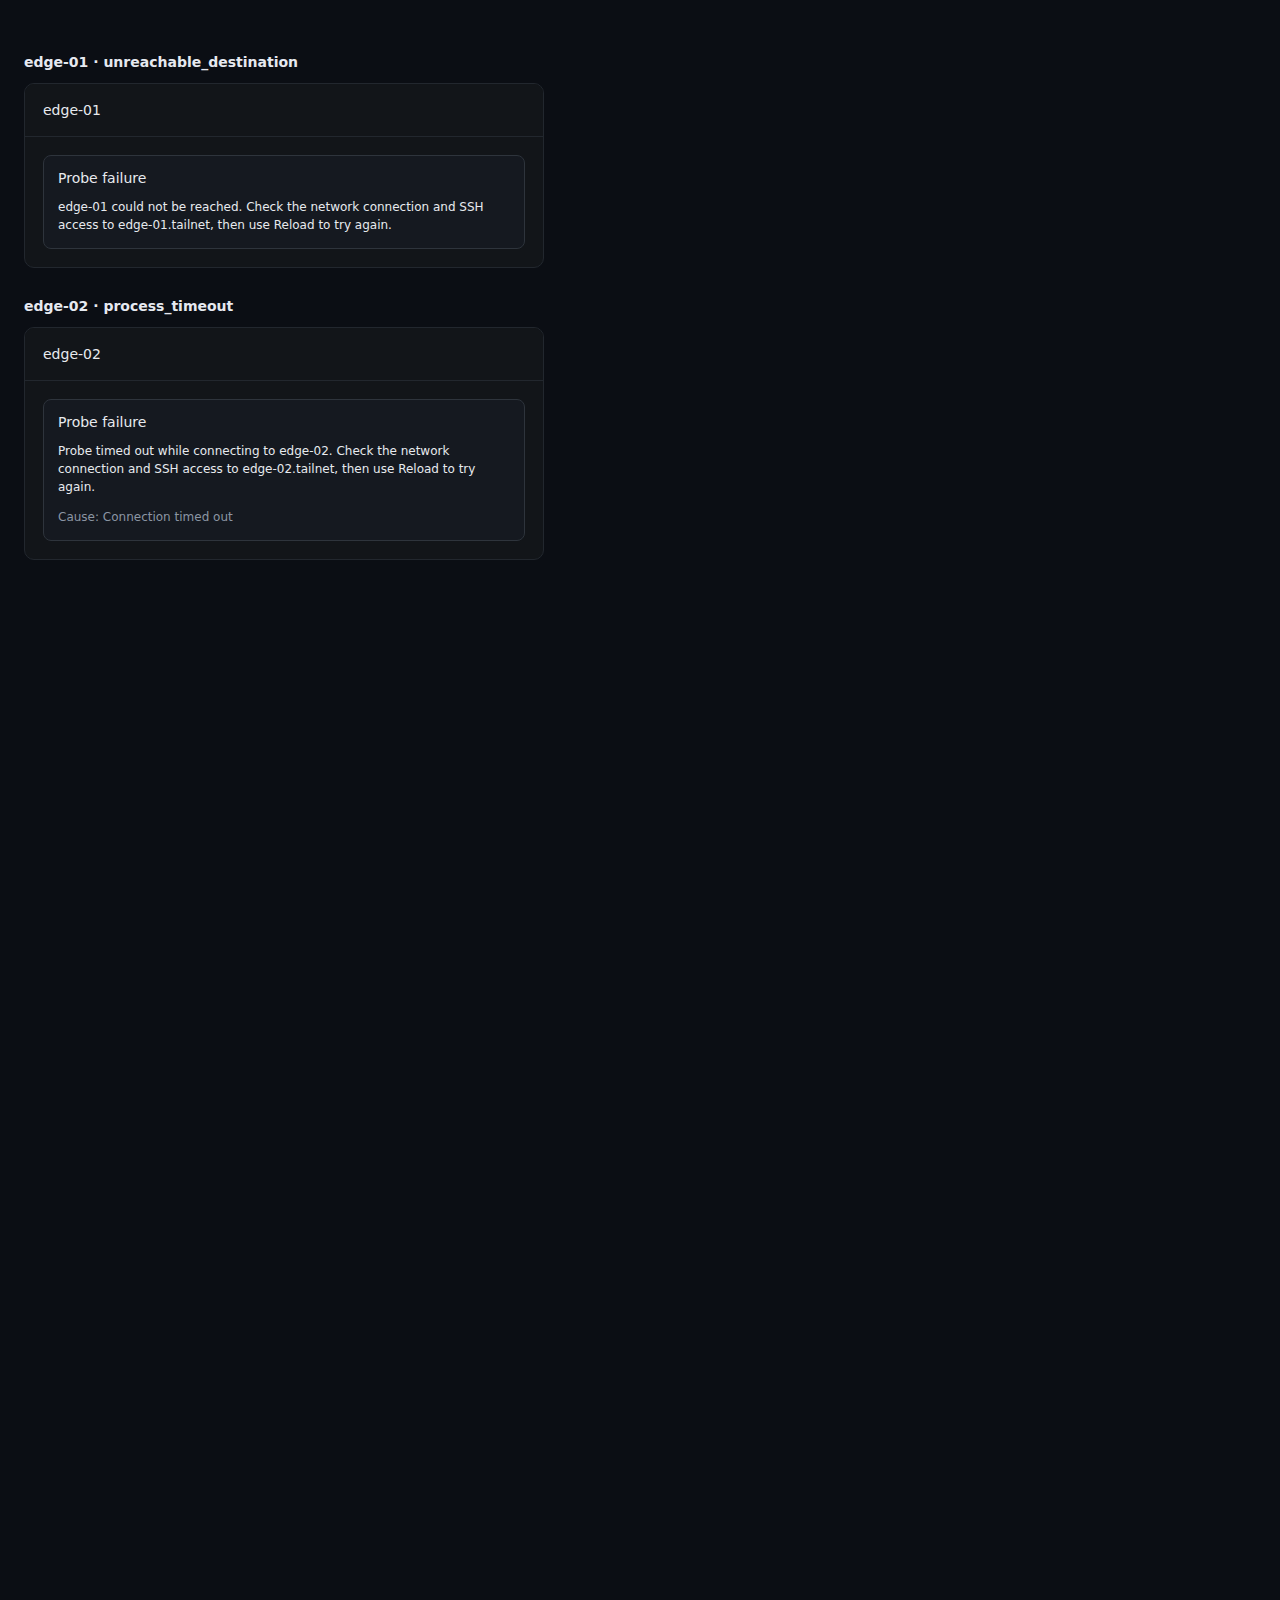 edge-01 · unreachable_destination
edge-01
Probe failure
edge-01 could not be reached. Check the network connection and SSH
access to edge-01.tailnet, then use Reload to try again.
edge-02 · process_timeout
edge-02
Probe failure
Probe timed out while connecting to edge-02. Check the network
connection and SSH access to edge-02.tailnet, then use Reload to try
again.
Cause: Connection timed out